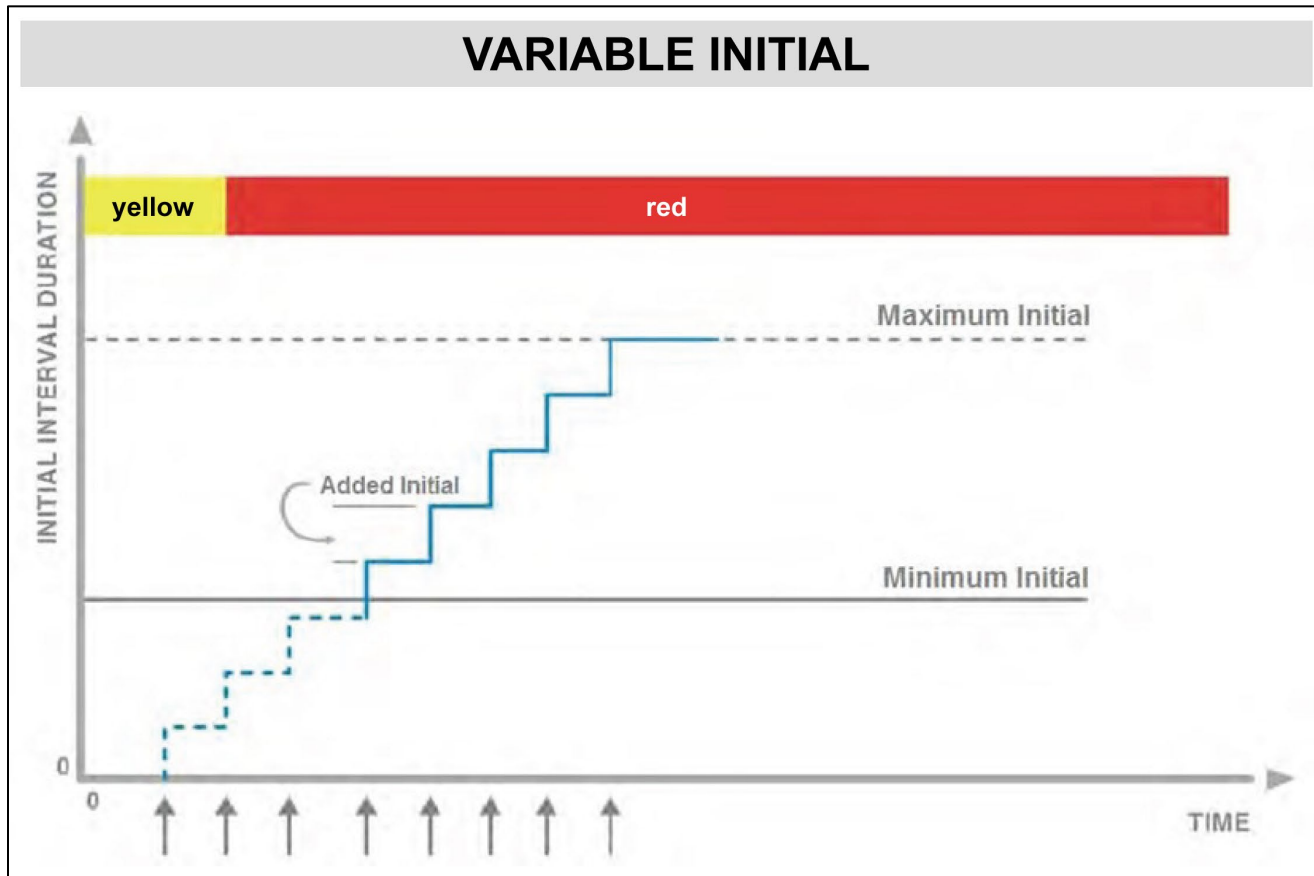 VARIABLE INITIAL
INITIAL INTERVAL DURATION
yellow
red
Maximum Initial
Added Initial
Minimum Initial
0
0
TIME